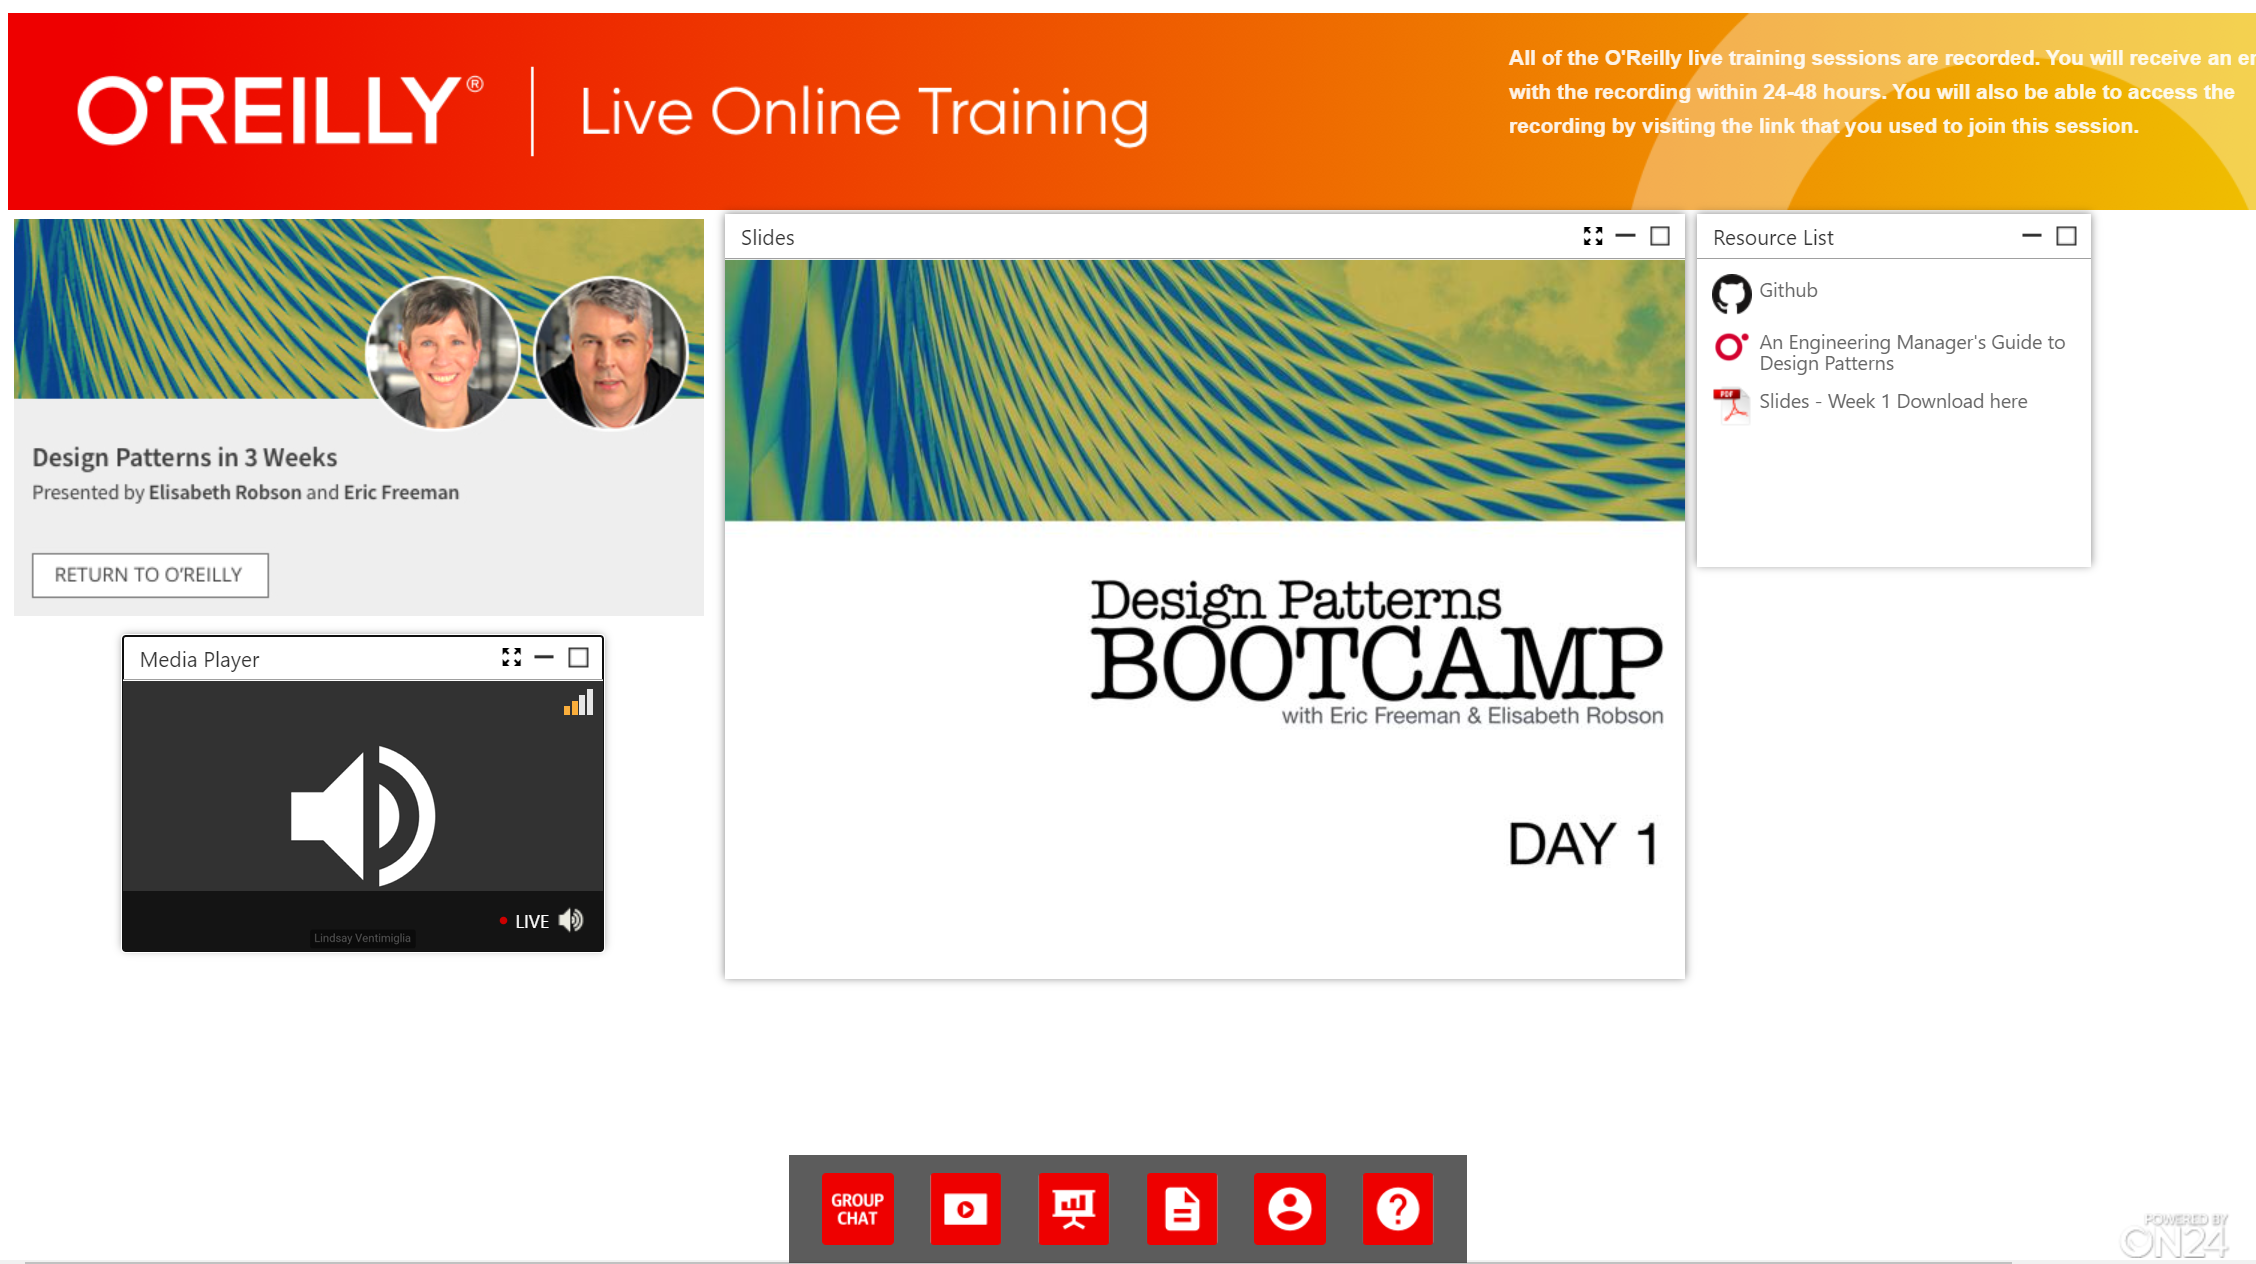 O'REILLY®
Live Online Training
All of the O'Reilly live training sessions are recorded. You will receive an em
with the recording within 24-48 hours. You will also be able to access the
recording by visiting the link that you used to join this session.
Design Patterns in 3 Weeks
Presented by Elisabeth Robson and Eric Freeman
RETURN TO O'REILLY
Media Player
LIVE
Lindsay Ventimiglia
Slides
Design Patterns
BOOTCAMP
with Eric Freeman & Elisabeth Robson
DAY 1
Resource List
Github
An Engineering Manager's Guide to
Design Patterns
PDF
Slides - Week 1 Download here
GROUP
CHAT
POWERED BY
ON24